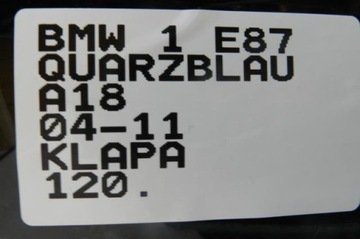 BMW 1 E87
QUARZBLAU
A18
04-11
KLAPA
120.